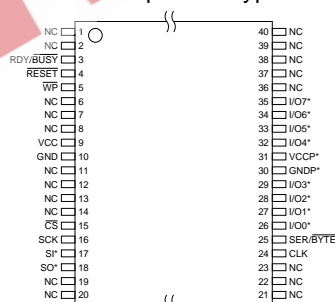 NC 1 40 NC
NC 2 39 NC
RDY/BUSY 3 38 NC
RESET 4 37 NC
WP 5 36 NC
NC 6 35 I/O7*
NC 7 34 I/O6*
NC 8 33 I/O5*
VCC 9 32 I/O4*
GND 10 31 VCCP*
NC 11 30 GNDP*
NC 12 29 I/O3*
NC 13 28 I/O2*
NC 14 27 I/O1*
CS 15 26 I/O0*
SCK 16 25 SER/BYTE
SI* 17 24 CLK
SO* 18 23 NC
NC 19 22 NC
NC 20 21 NC